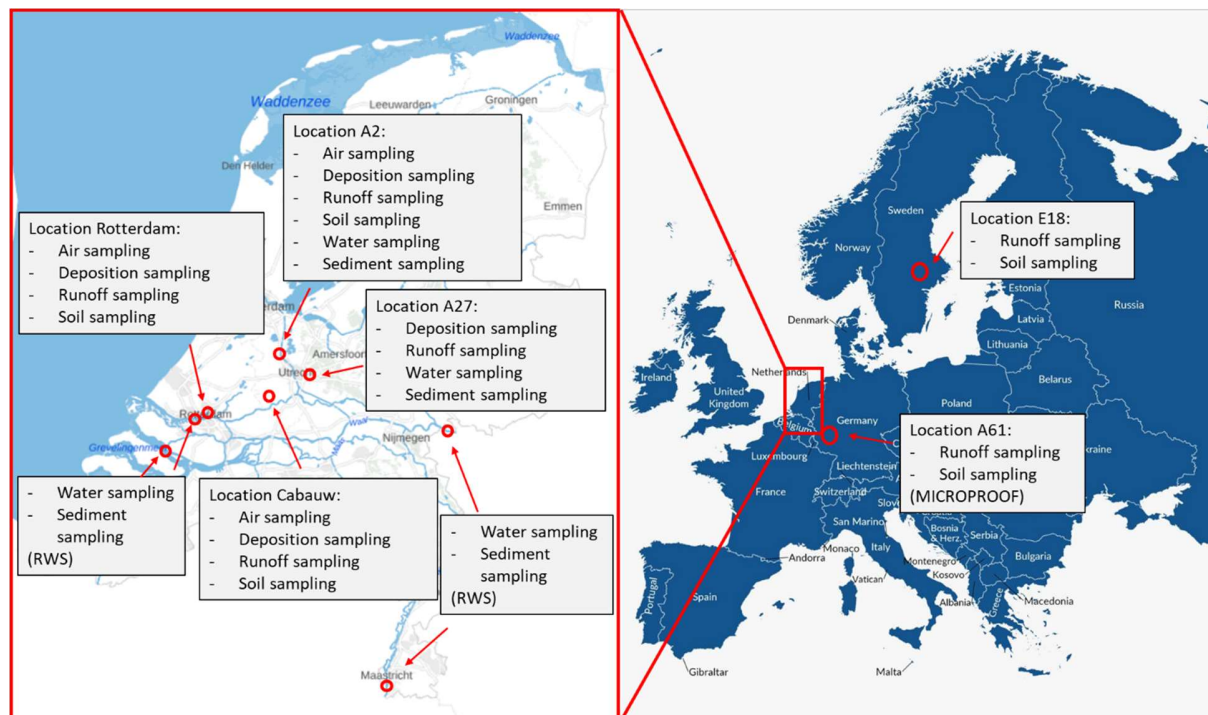 Waddenzee
Waddenzee
Leeuwarden
Groningen
Den Helder
Emmen
Location A2:
- Air sampling
- Deposition sampling
- Runoff sampling
- Soil sampling
- Water sampling
- Sediment sampling
Location Rotterdam:
- Air sampling
- Deposition sampling
- Runoff sampling
- Soil sampling
Location A27:
- Deposition sampling
- Runoff sampling
- Water sampling
- Sediment sampling
Utrecht
Rotterdam
Waal
Nijmegen
- Water sampling
- Sediment
sampling
(RWS)
Location Cabauw:
- Air sampling
- Deposition sampling
- Runoff sampling
- Soil sampling
- Water sampling
- Sediment
sampling
(RWS)
Maastricht
Sweden
Norway
Location E18:
- Runoff sampling
- Soil sampling
Estonia
Latvia
Lithuania
Russia
Denmark
Netherlands
Ireland
United
Kingdom
Belarus
Poland
Germany
Belgium
Luxembourg
Location A61:
- Runoff sampling
- Soil sampling
(MICROPROOF)
Liechtenstein
France
Switzerland
San Marino
Bosnia
& Herz.
Serbia
Monaco
Italy
Montenegro
Bulgaria
Andorra
Vatican
Kosovo
Portugal
Spain
Albania
Greece
Macedonia
Gibraltar
Malta